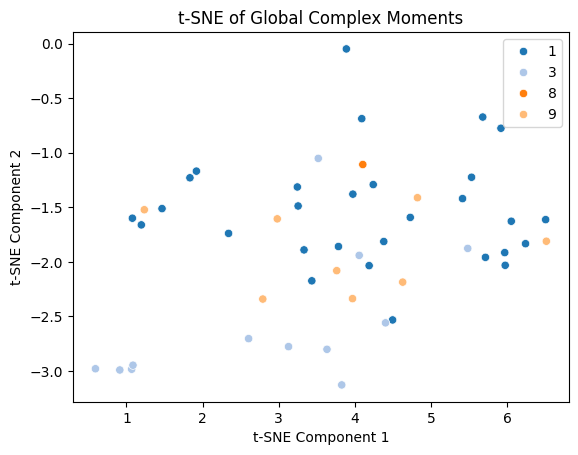 t-SNE of Global Complex Moments
1
3
8
9
0.0
−0.5
−1.0
−1.5
−2.0
−2.5
−3.0
t-SNE Component 2
1 2 3 4 5 6
t-SNE Component 1